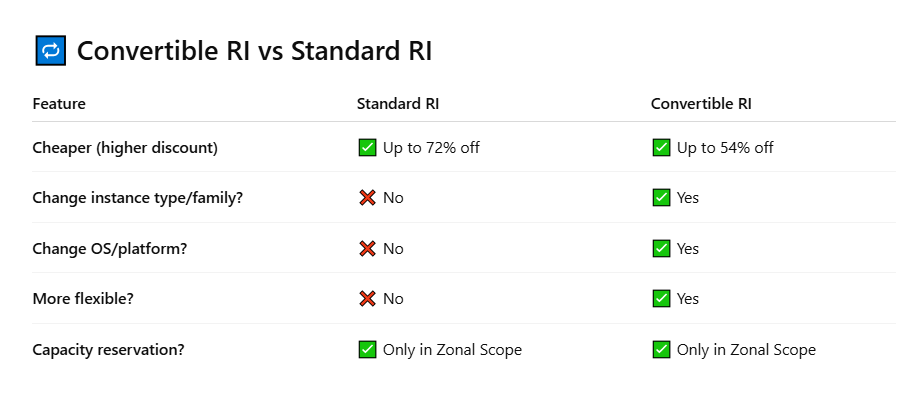 🔁 Convertible RI vs Standard RI
Feature Standard RI Convertible RI
Cheaper (higher discount) ✅ Up to 72% off ✅ Up to 54% off
Change instance type/family? ❌ No ✅ Yes
Change OS/platform? ❌ No ✅ Yes
More flexible? ❌ No ✅ Yes
Capacity reservation? ✅ Only in Zonal Scope ✅ Only in Zonal Scope